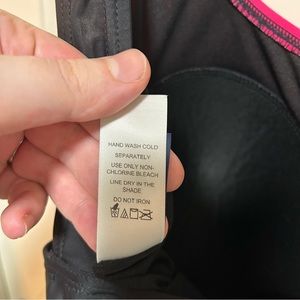 HAND WASH COLD
SEPARATELY
USE ONLY NON-
CHLORINE BLEACH
LINE DRY IN THE
SHADE
DO NOT IRON